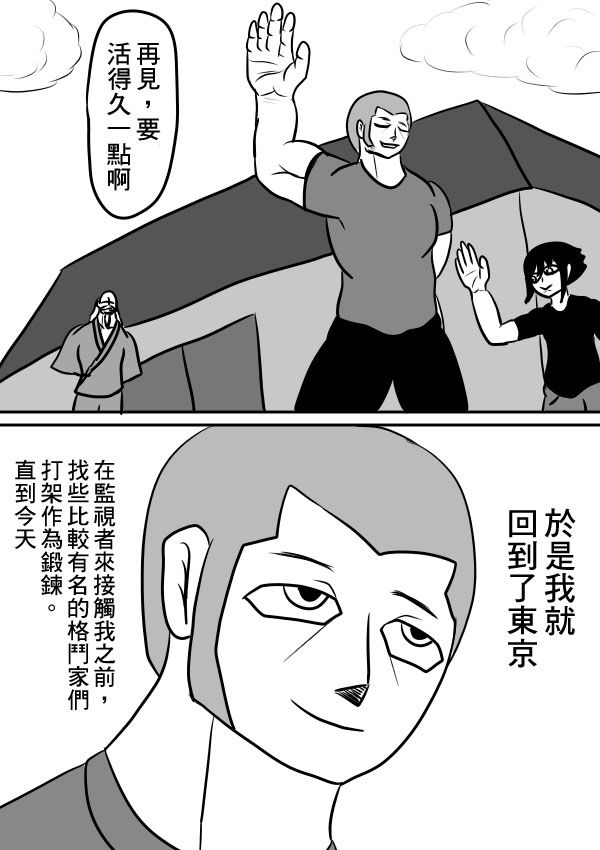 再見，要
活得久一點啊
於是我就
回到了東京
在監視者來接觸我之前，
找些比較有名的格鬥家們
打架作為鍛鍊。
直到今天